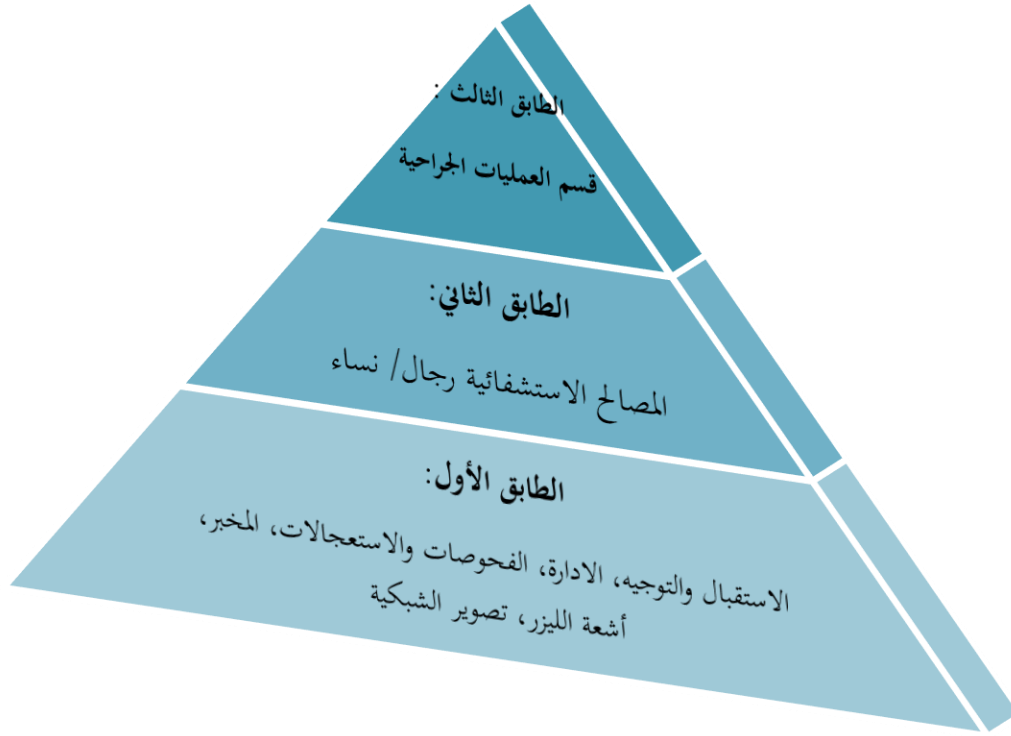 الطابق الثالث :
قسم العمليات الجراحية
الطابق الثاني:
المصالح الاستشفائية رجال/ نساء
الطابق الأول:
الاستقبال والتوجيه، الادارة، الفحوصات والاستعجالات، المخبر،
أشعة الليزر، تصوير الشبكية